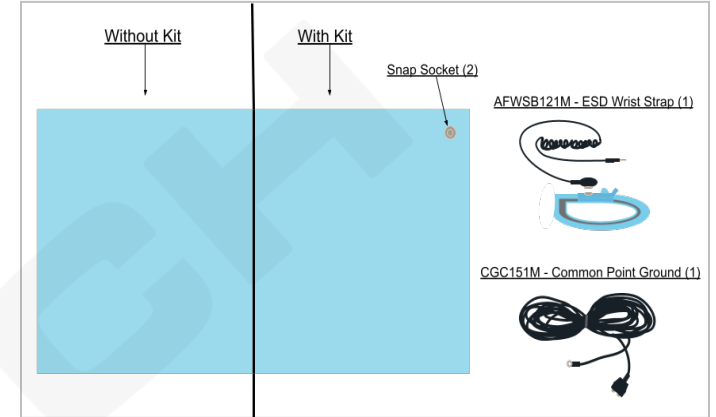 Without Kit
With Kit
Snap Socket (2)
AFWSB121M - ESD Wrist Strap (1)
CGC151M - Common Point Ground (1)